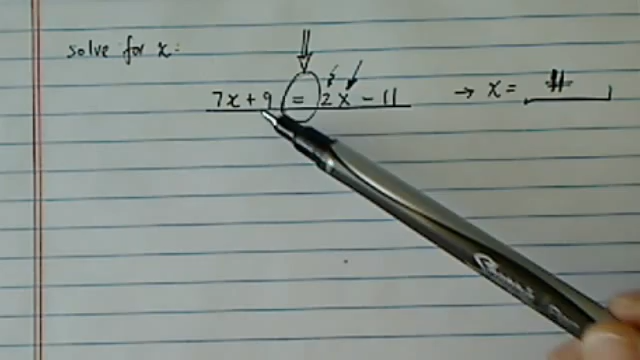 solve for x:
7x + 9 = 2x - 11 → x = #